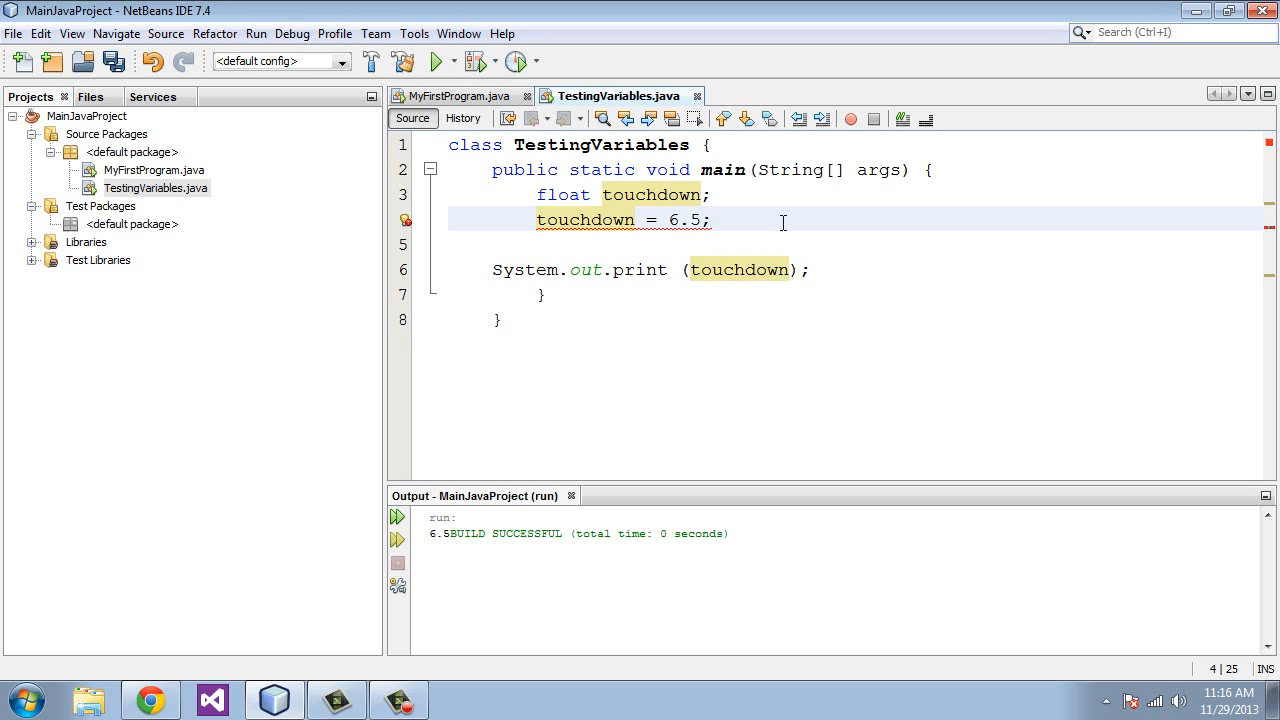 MainJavaProject - NetBeans IDE 7.4
File Edit View Navigate Source Refactor Run Debug Profile Team Tools Window Help
Search (Ctrl+I)
<default config>
Projects Files Services
MyFirstProgram.java TestingVariables.java
MainJavaProject
Source Packages
<default package>
MyFirstProgram.java
TestingVariables.java
Test Packages
<default package>
Libraries
Test Libraries
Source History
1 class TestingVariables {
2 public static void main(String[] args) {
3 float touchdown;
4 touchdown = 6.5;
5
6 System.out.print (touchdown);
7 }
8 }
Output - MainJavaProject (run)
run:
6.5BUILD SUCCESSFUL (total time: 0 seconds)
4 | 25 INS
11:16 AM
11/29/2013